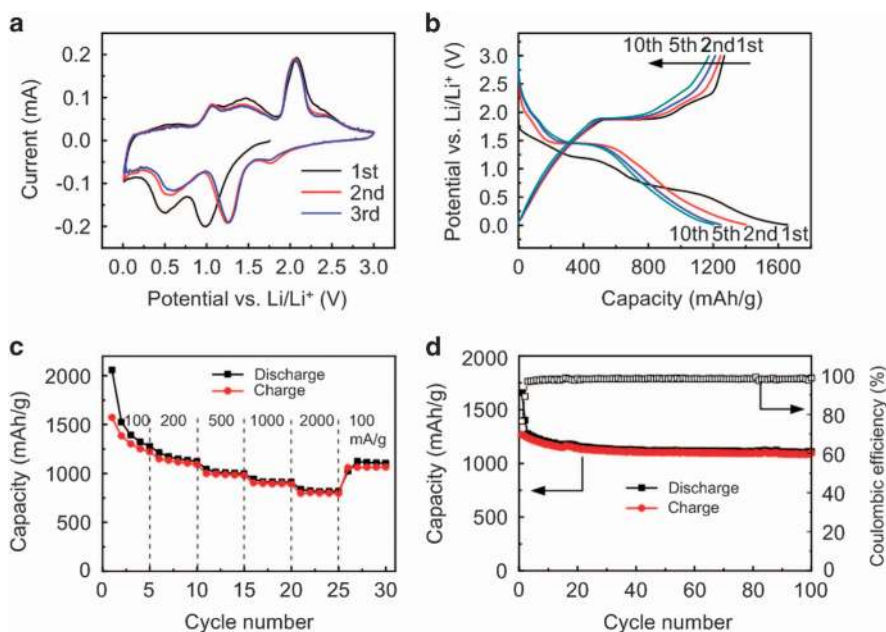 a
0.2
0.1
0.0
-0.1
-0.2
Current (mA)
1st
2nd
3rd
0.0 0.5 1.0 1.5 2.0 2.5 3.0
Potential vs. Li/Li⁺ (V)
b
3.0
2.5
2.0
1.5
1.0
0.5
0.0
Potential vs. Li/Li⁺ (V)
10th 5th 2nd 1st
10th 5th 2nd 1st
0 400 800 1200 1600
Capacity (mAh/g)
c
2000
1500
1000
500
0
Capacity (mAh/g)
Discharge
Charge
100 200 500 1000 2000 100
mA/g
0 5 10 15 20 25 30
Cycle number
d
2000
1500
1000
500
0
Capacity (mAh/g)
100
80
60
40
20
0
Coulombic efficiency (%)
Discharge
Charge
0 20 40 60 80 100
Cycle number